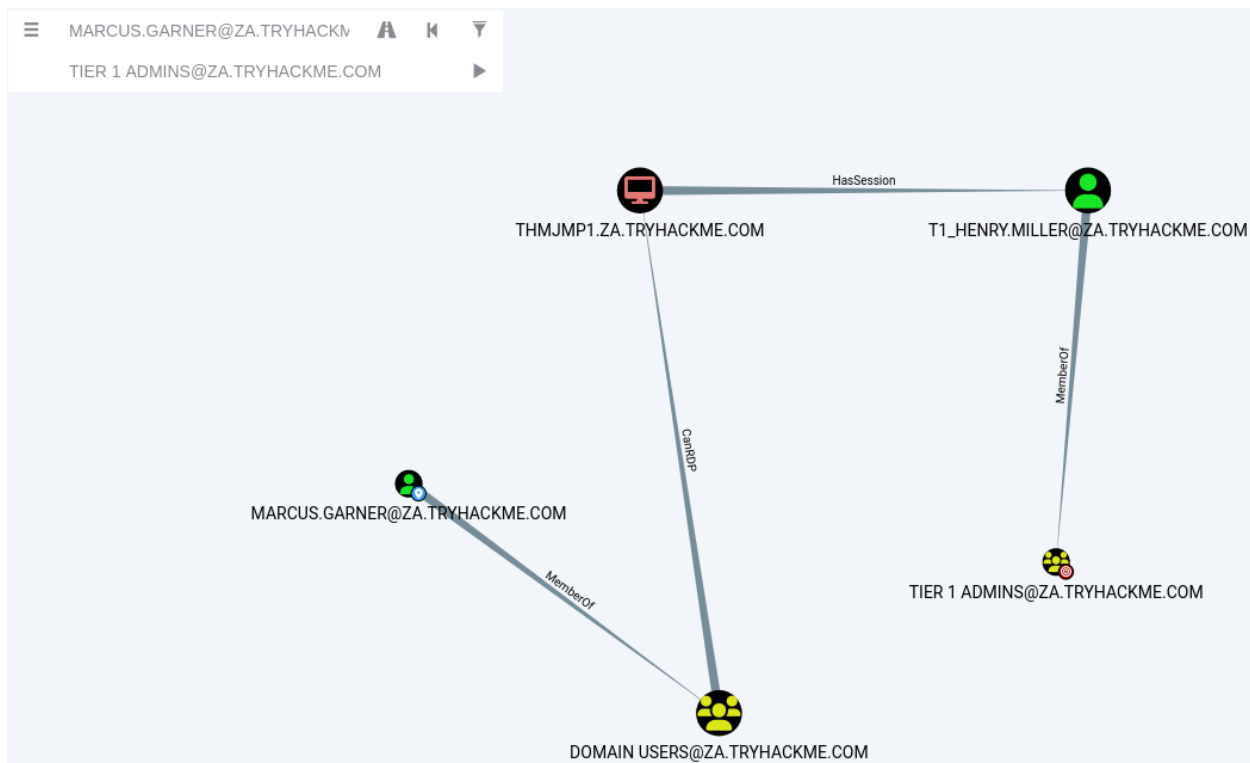 MARCUS.GARNER@ZA.TRYHACKM
TIER 1 ADMINS@ZA.TRYHACKME.COM
HasSession
THMJMP1.ZA.TRYHACKME.COM
T1_HENRY.MILLER@ZA.TRYHACKME.COM
MemberOf
CanRDP
MARCUS.GARNER@ZA.TRYHACKME.COM
MemberOf
TIER 1 ADMINS@ZA.TRYHACKME.COM
DOMAIN USERS@ZA.TRYHACKME.COM